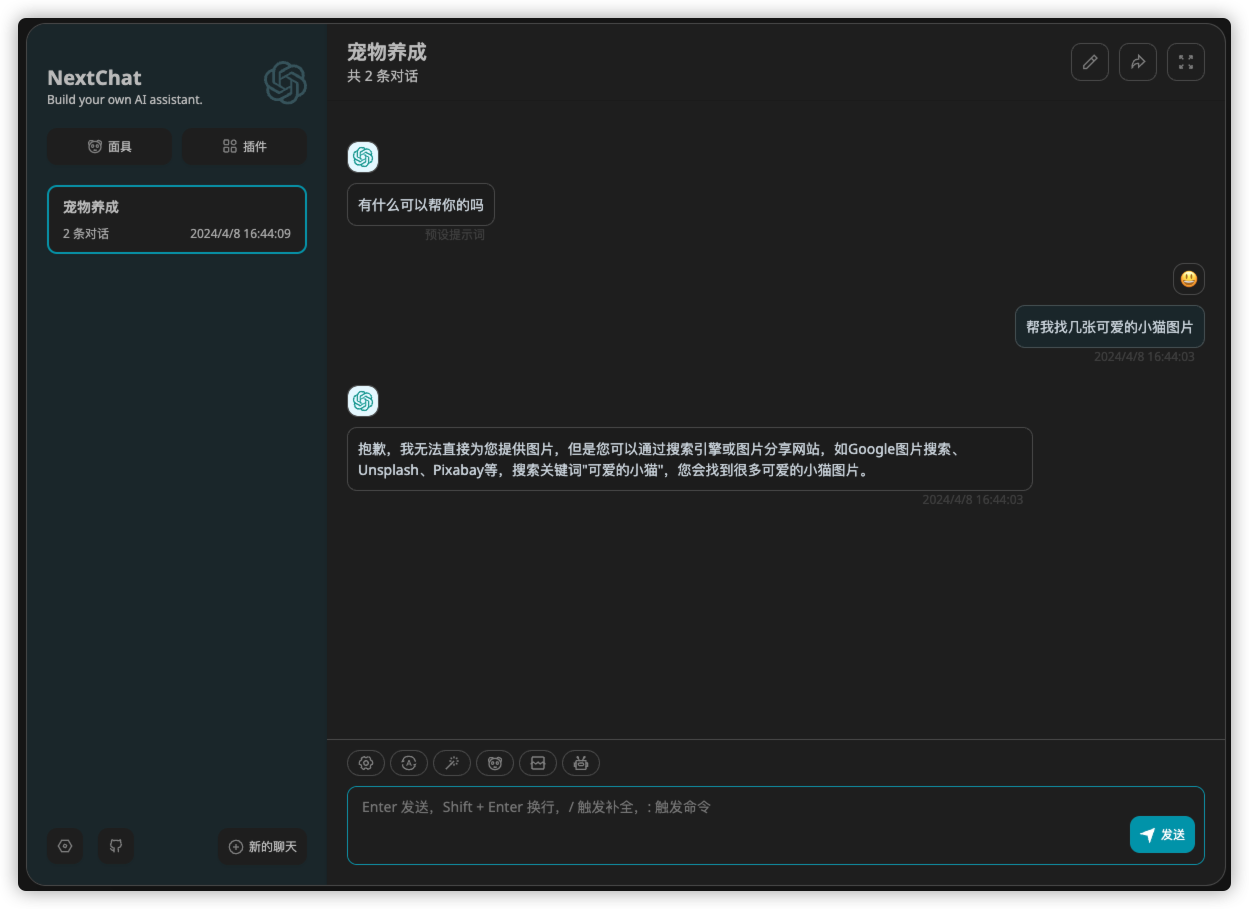 NextChat
Build your own AI assistant.
面具
插件
宠物养成
2 条对话
2024/4/8 16:44:09
新的聊天
宠物养成
共 2 条对话
有什么可以帮你的吗
预设提示词
帮我找几张可爱的小猫图片
2024/4/8 16:44:03
抱歉，我无法直接为您提供图片，但是您可以通过搜索引擎或图片分享网站，如Google图片搜索、
Unsplash、Pixabay等，搜索关键词"可爱的小猫"，您会找到很多可爱的小猫图片。
2024/4/8 16:44:03
Enter 发送，Shift + Enter 换行，/ 触发补全，: 触发命令
发送